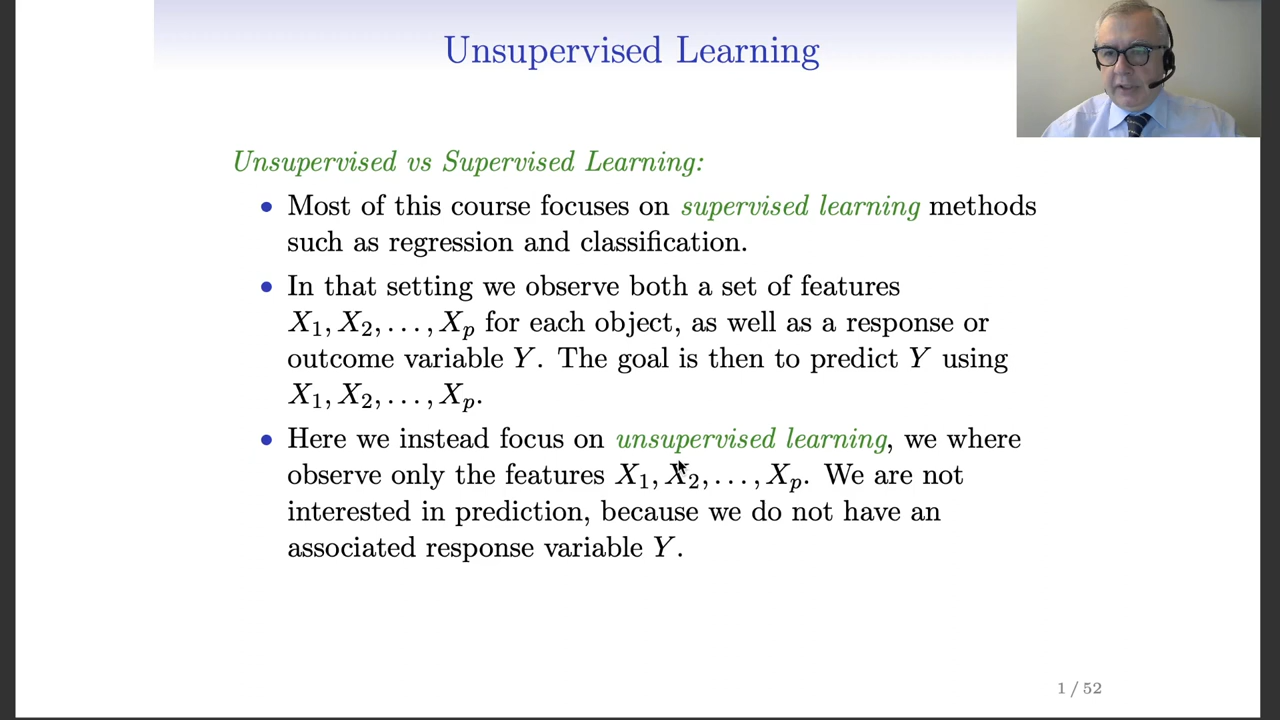 Unsupervised Learning
Unsupervised vs Supervised Learning:
• Most of this course focuses on supervised learning methods
such as regression and classification.
• In that setting we observe both a set of features
X₁, X₂, . . . , Xₚ for each object, as well as a response or
outcome variable Y. The goal is then to predict Y using
X₁, X₂, . . . , Xₚ.
• Here we instead focus on unsupervised learning, we where
observe only the features X₁, X₂, . . . , Xₚ. We are not
interested in prediction, because we do not have an
associated response variable Y.
1 / 52